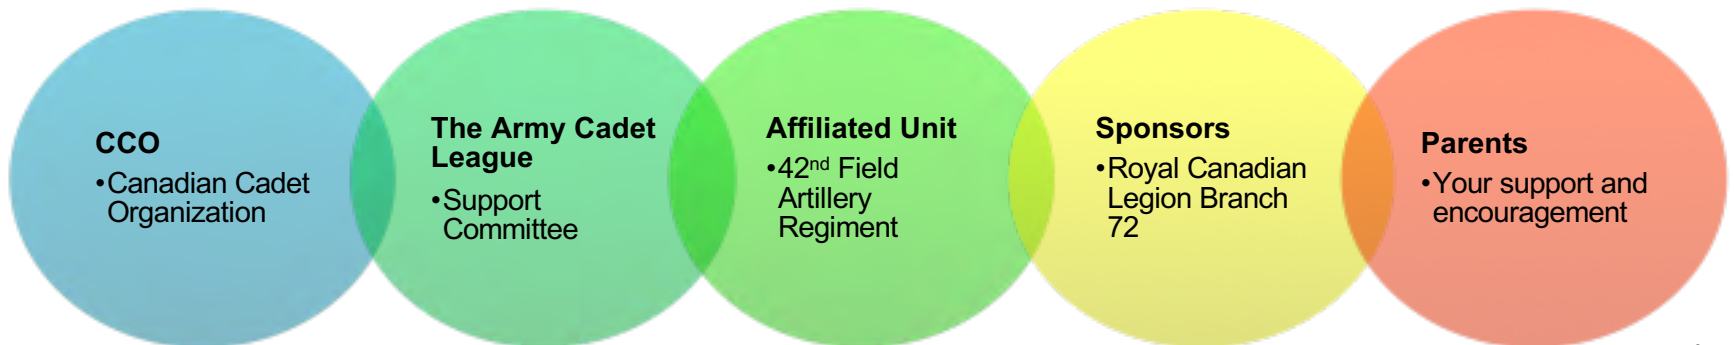 CCO
•Canadian Cadet
Organization
The Army Cadet
League
•Support
Committee
Affiliated Unit
•42nd Field
Artillery
Regiment
Sponsors
•Royal Canadian
Legion Branch
72
Parents
•Your support and
encouragement